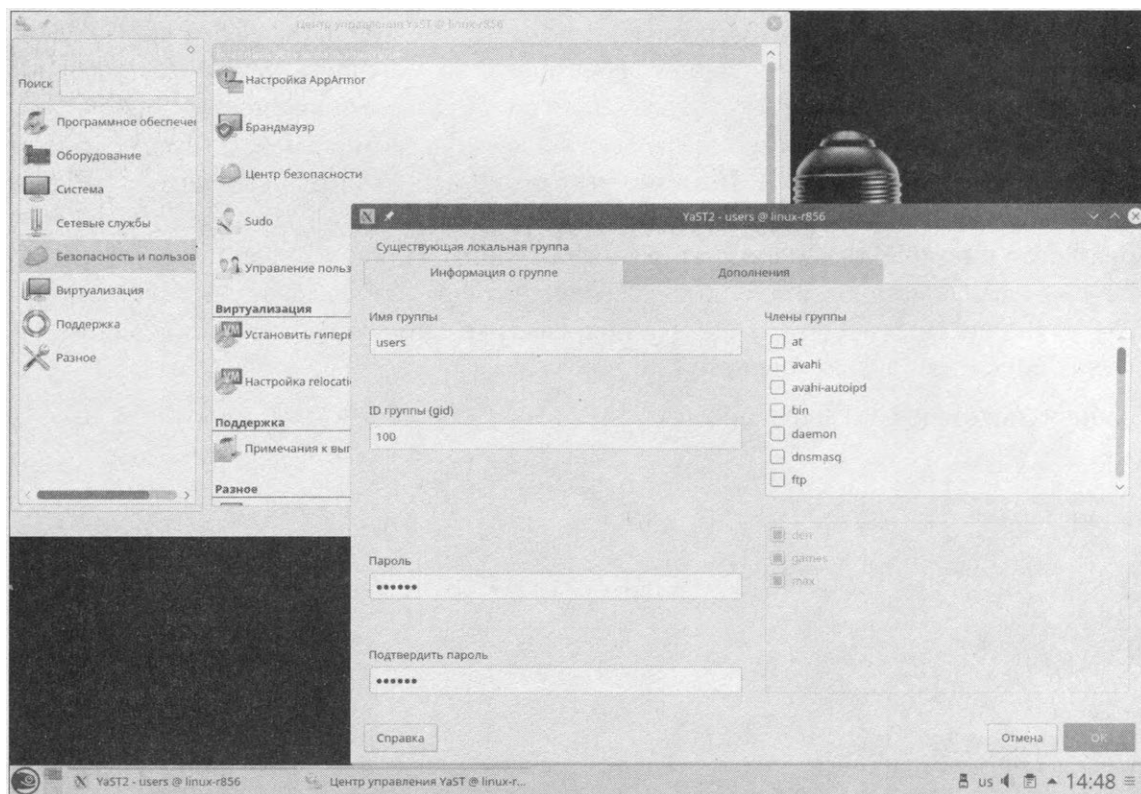 Центр управления YaST @ linux-r856
Поиск
Программное обеспечен
Оборудование
Система
Сетевые службы
Безопасность и пользов
Виртуализация
Поддержка
Разное
Настройка AppArmor
Брандмауэр
Центр безопасности
Sudo
Управление польз
Виртуализация
Установить гиперв
Настройка relocati
Поддержка
Примечания к вып
Разное
YaST2 - users @ linux-r856
Существующая локальная группа
Информация о группе
Дополнения
Имя группы
users
ID группы (gid)
100
Пароль
••••••
Подтвердить пароль
••••••
Члены группы
at
avahi
avahi-autoipd
bin
daemon
dnsmasq
ftp
den
games
max
Справка
Отмена
OK
YaST2 - users @ linux-r856
Центр управления YaST @ linux-r...
us
14:48